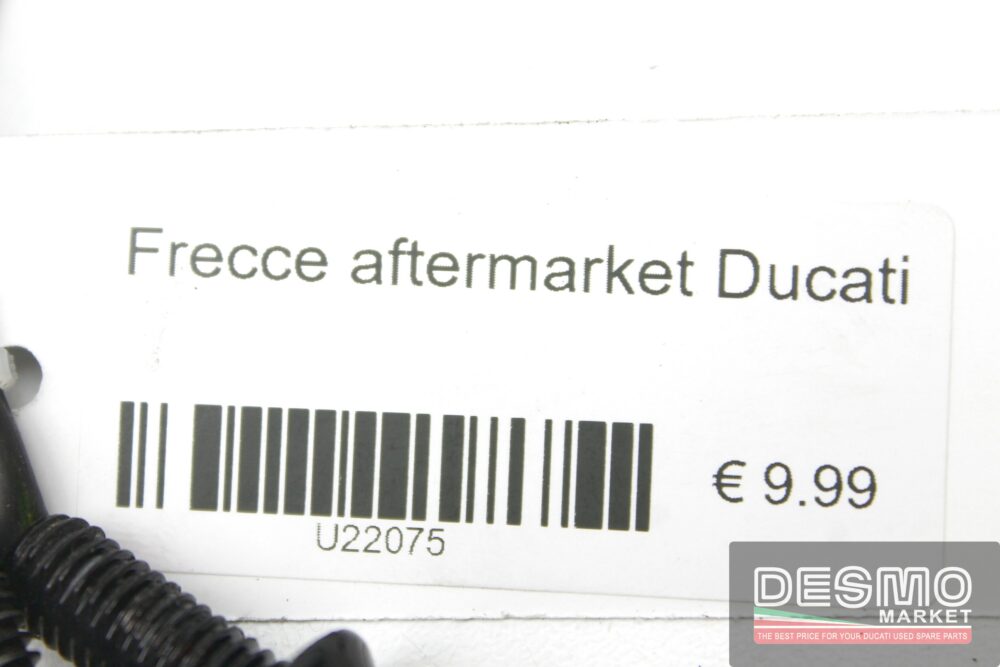 Frecce aftermarket Ducati
€ 9.99
U22075
DESMO
MARKET
THE BEST PRICE FOR YOUR DUCATI USED SPARE PARTS